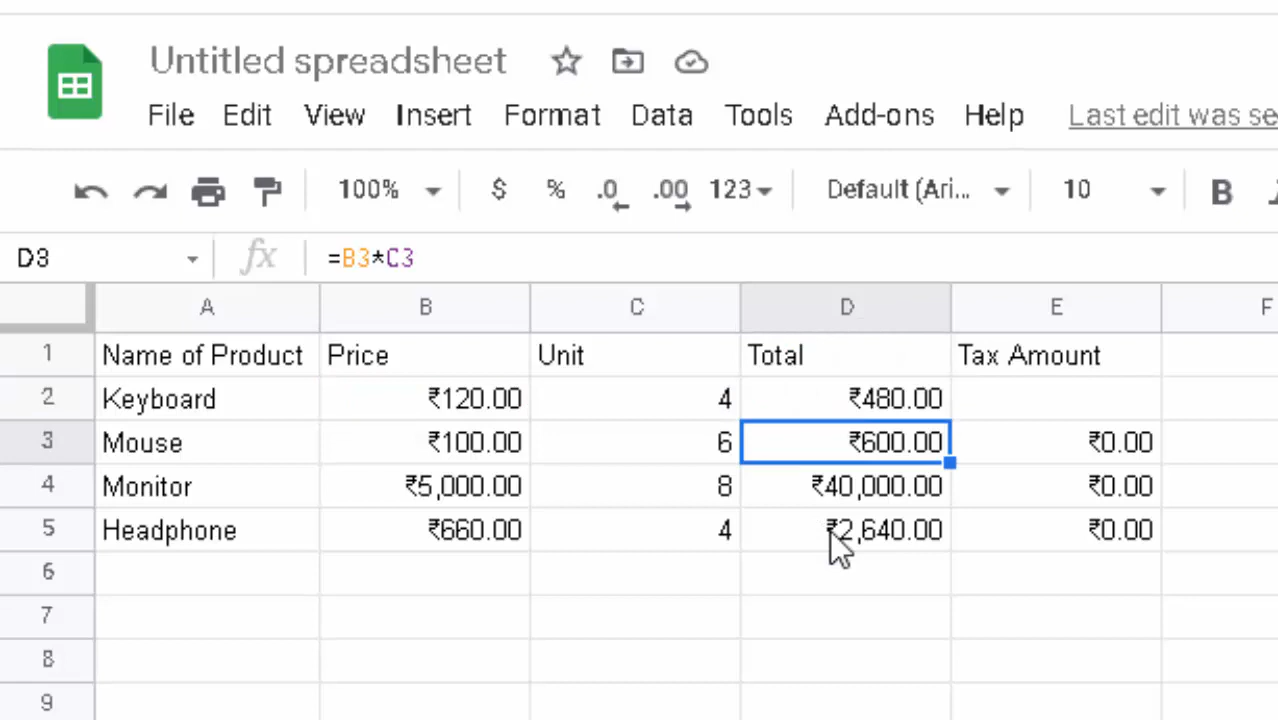 Untitled spreadsheet
File Edit View Insert Format Data Tools Add-ons Help Last edit was se
100% $ % .0 .00 123 Default (Ari... 10 B I
D3 fx =B3*C3
A B C D E F
1 Name of Product Price Unit Total Tax Amount
2 Keyboard ₹120.00 4 ₹480.00
3 Mouse ₹100.00 6 ₹600.00 ₹0.00
4 Monitor ₹5,000.00 8 ₹40,000.00 ₹0.00
5 Headphone ₹660.00 4 ₹2,640.00 ₹0.00
6
7
8
9